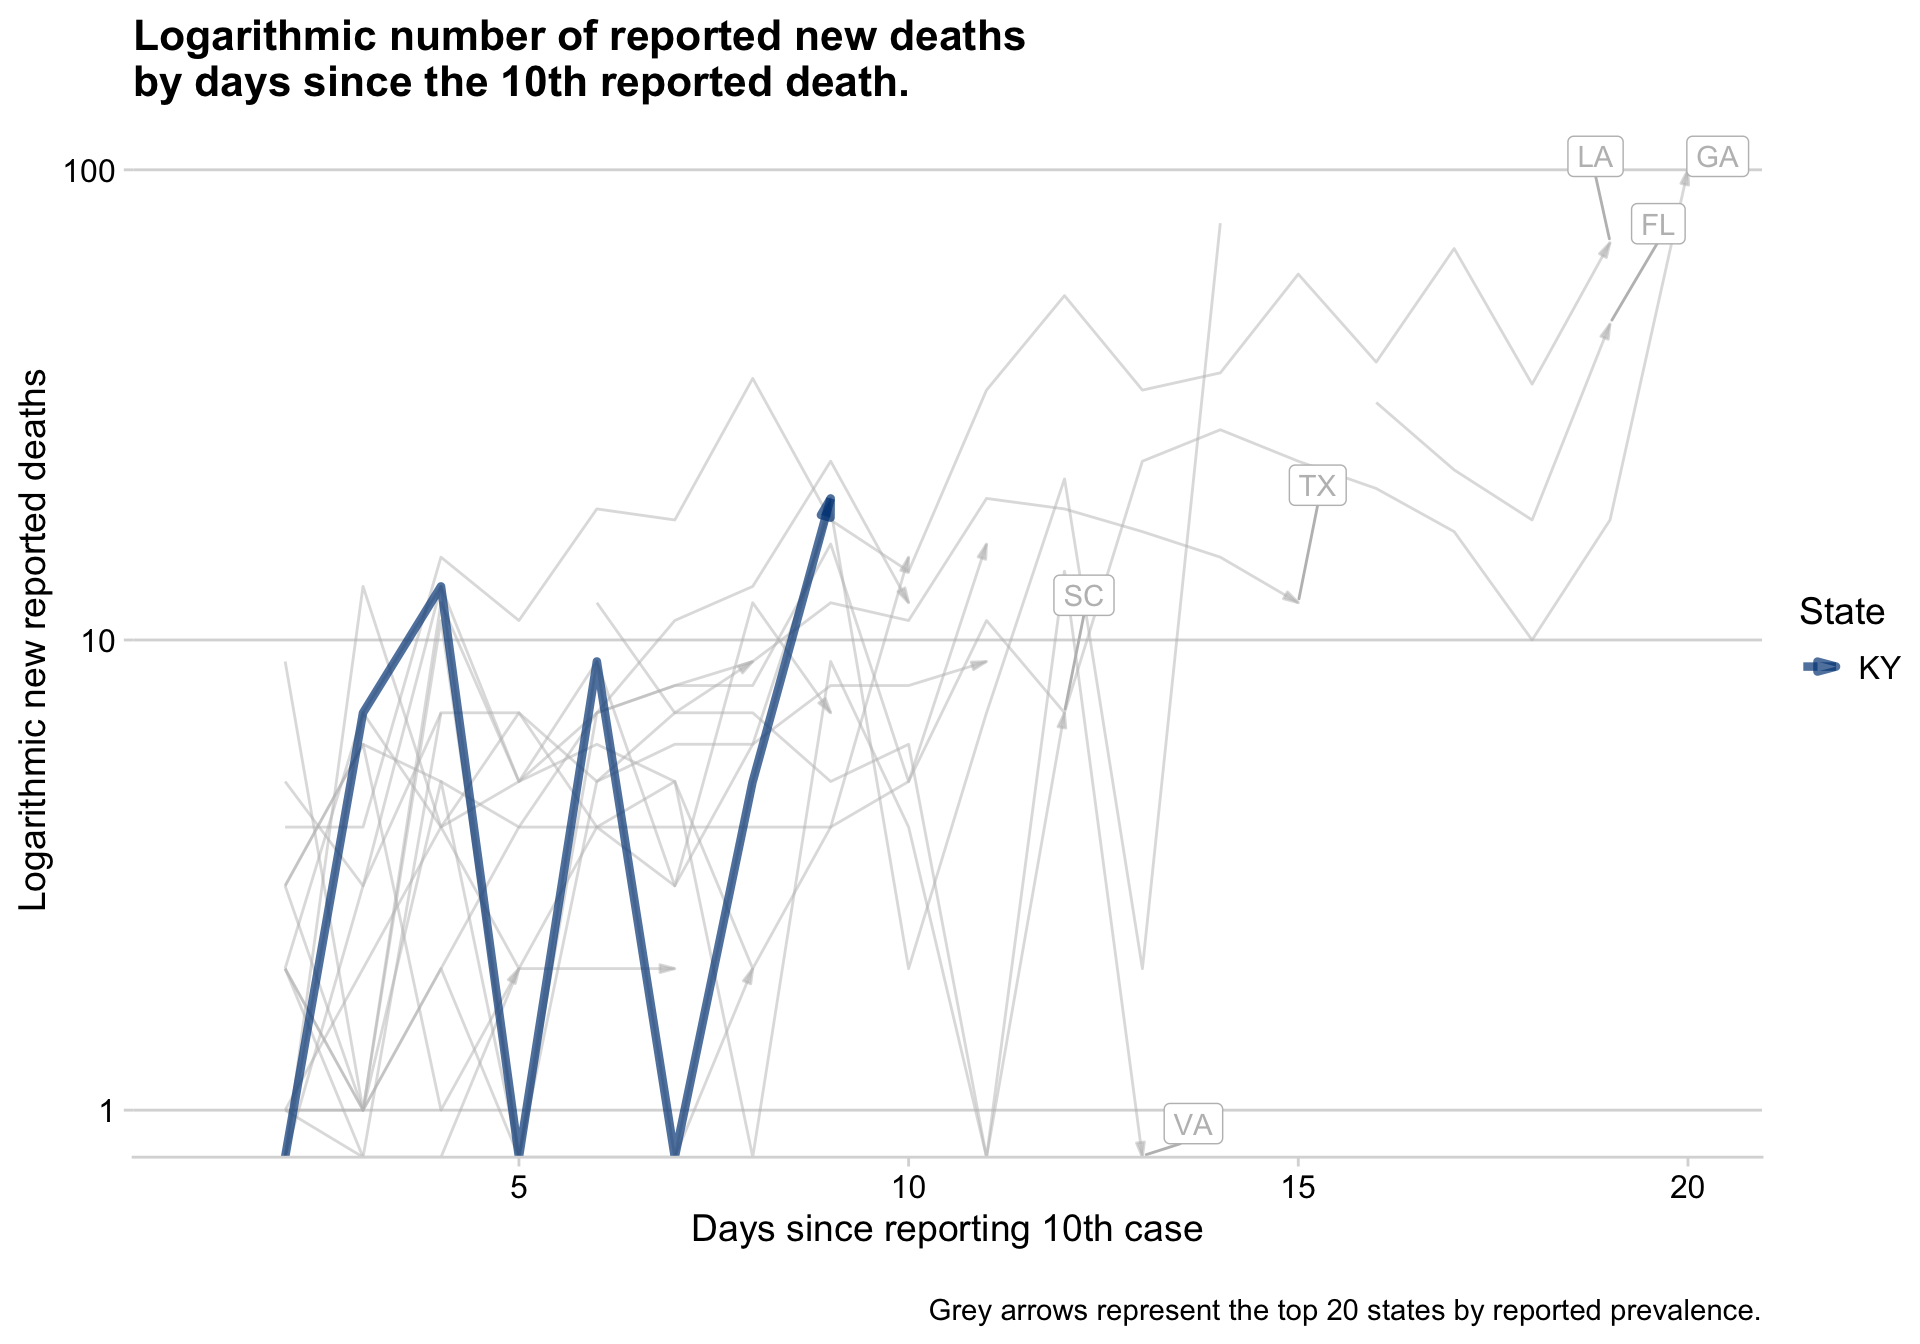 Logarithmic number of reported new deaths
by days since the 10th reported death.
Logarithmic new reported deaths
100
10
1
LA
GA
FL
TX
SC
VA
State
KY
5
10
15
20
Days since reporting 10th case
Grey arrows represent the top 20 states by reported prevalence.